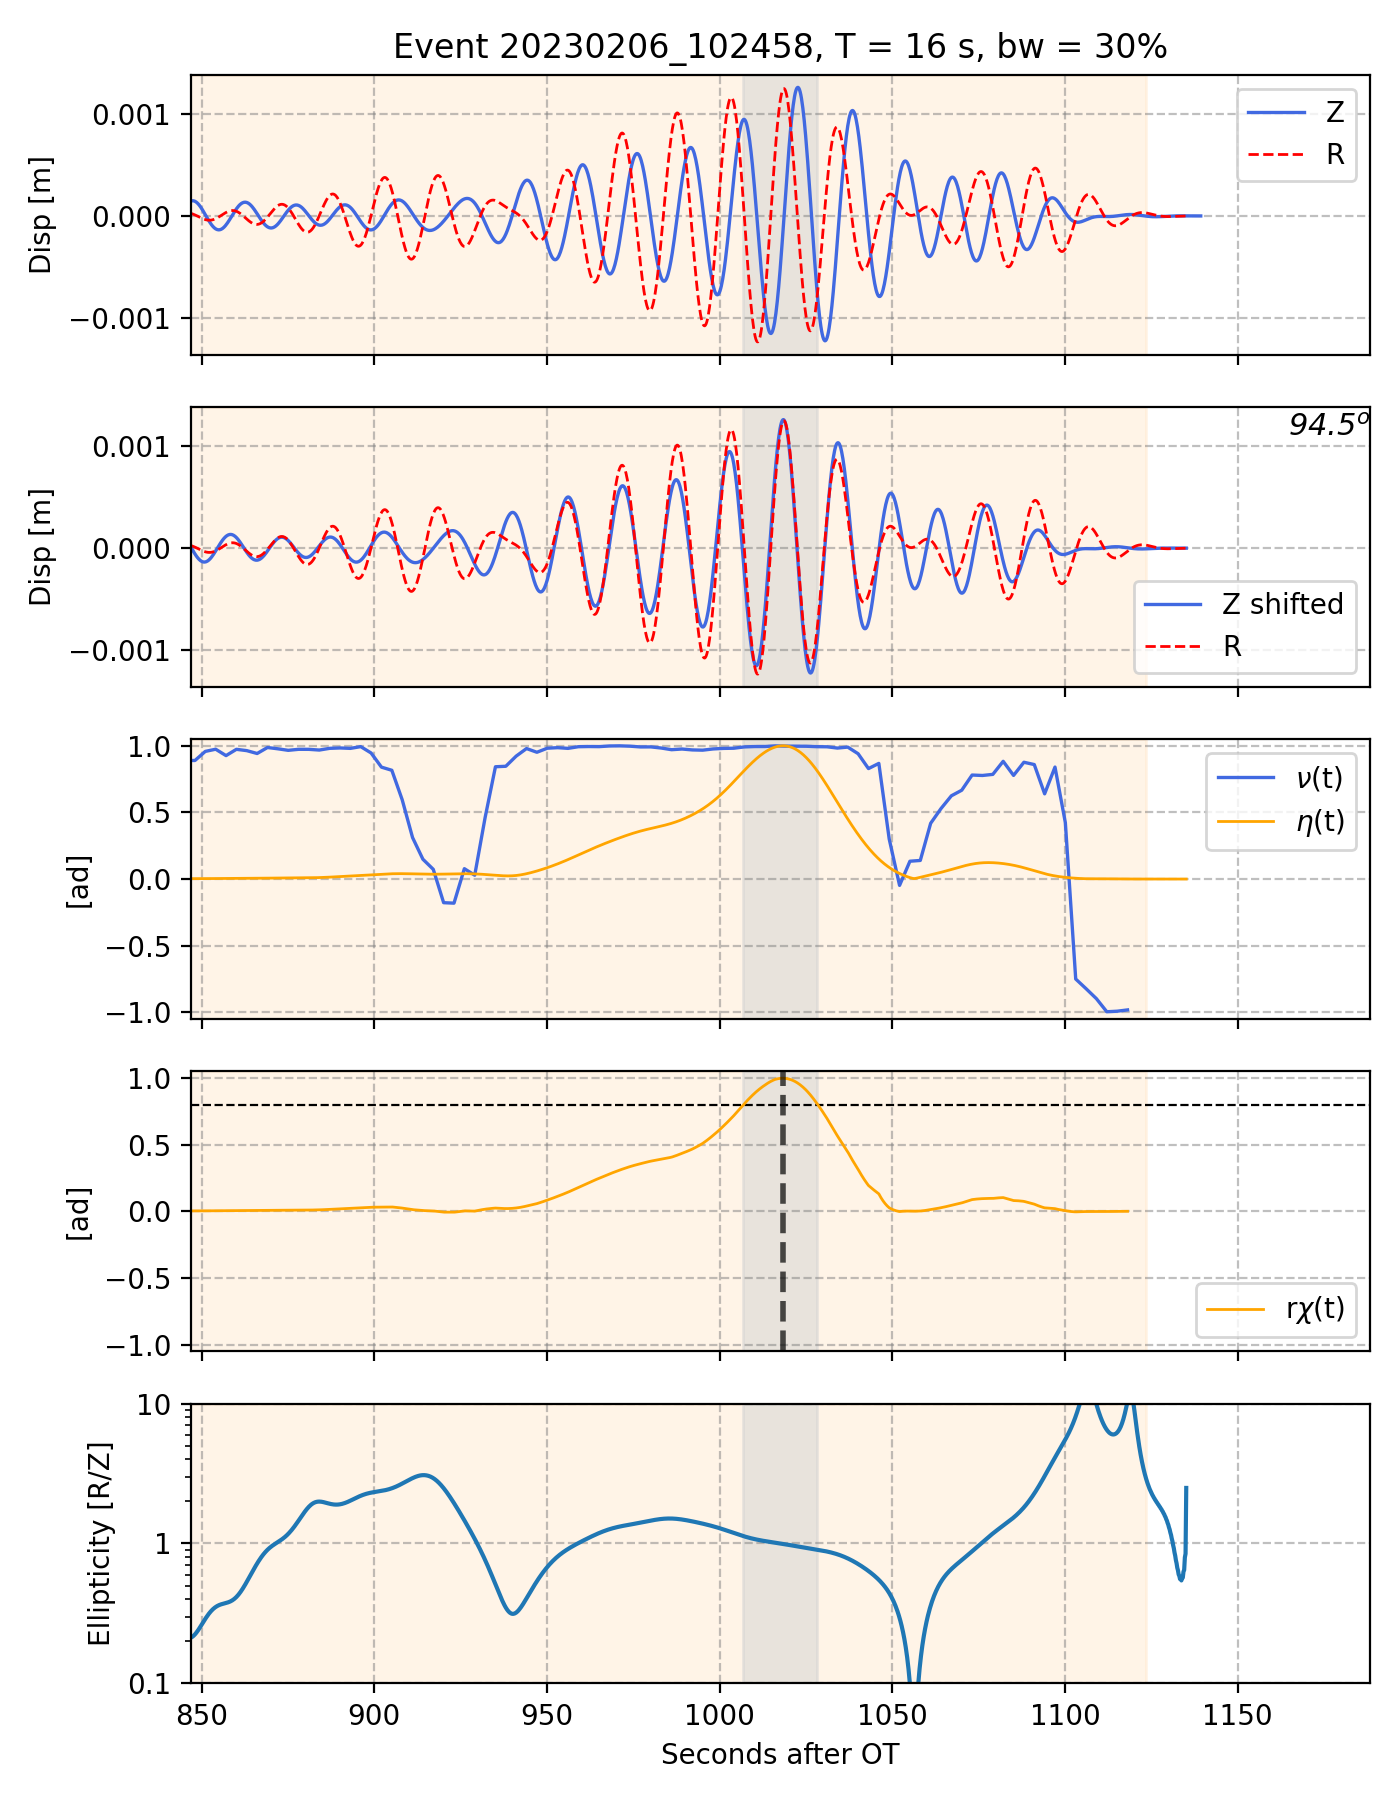 Event 20230206_102458, T = 16 s, bw = 30%
Disp [m]
0.001
0.000
−0.001
Z
R
Disp [m]
0.001
0.000
−0.001
94.5°
Z shifted
R
[ad]
1.0
0.5
0.0
−0.5
−1.0
ν(t)
η(t)
[ad]
1.0
0.5
0.0
−0.5
−1.0
rχ(t)
Ellipticity [R/Z]
10
1
0.1
850 900 950 1000 1050 1100 1150
Seconds after OT